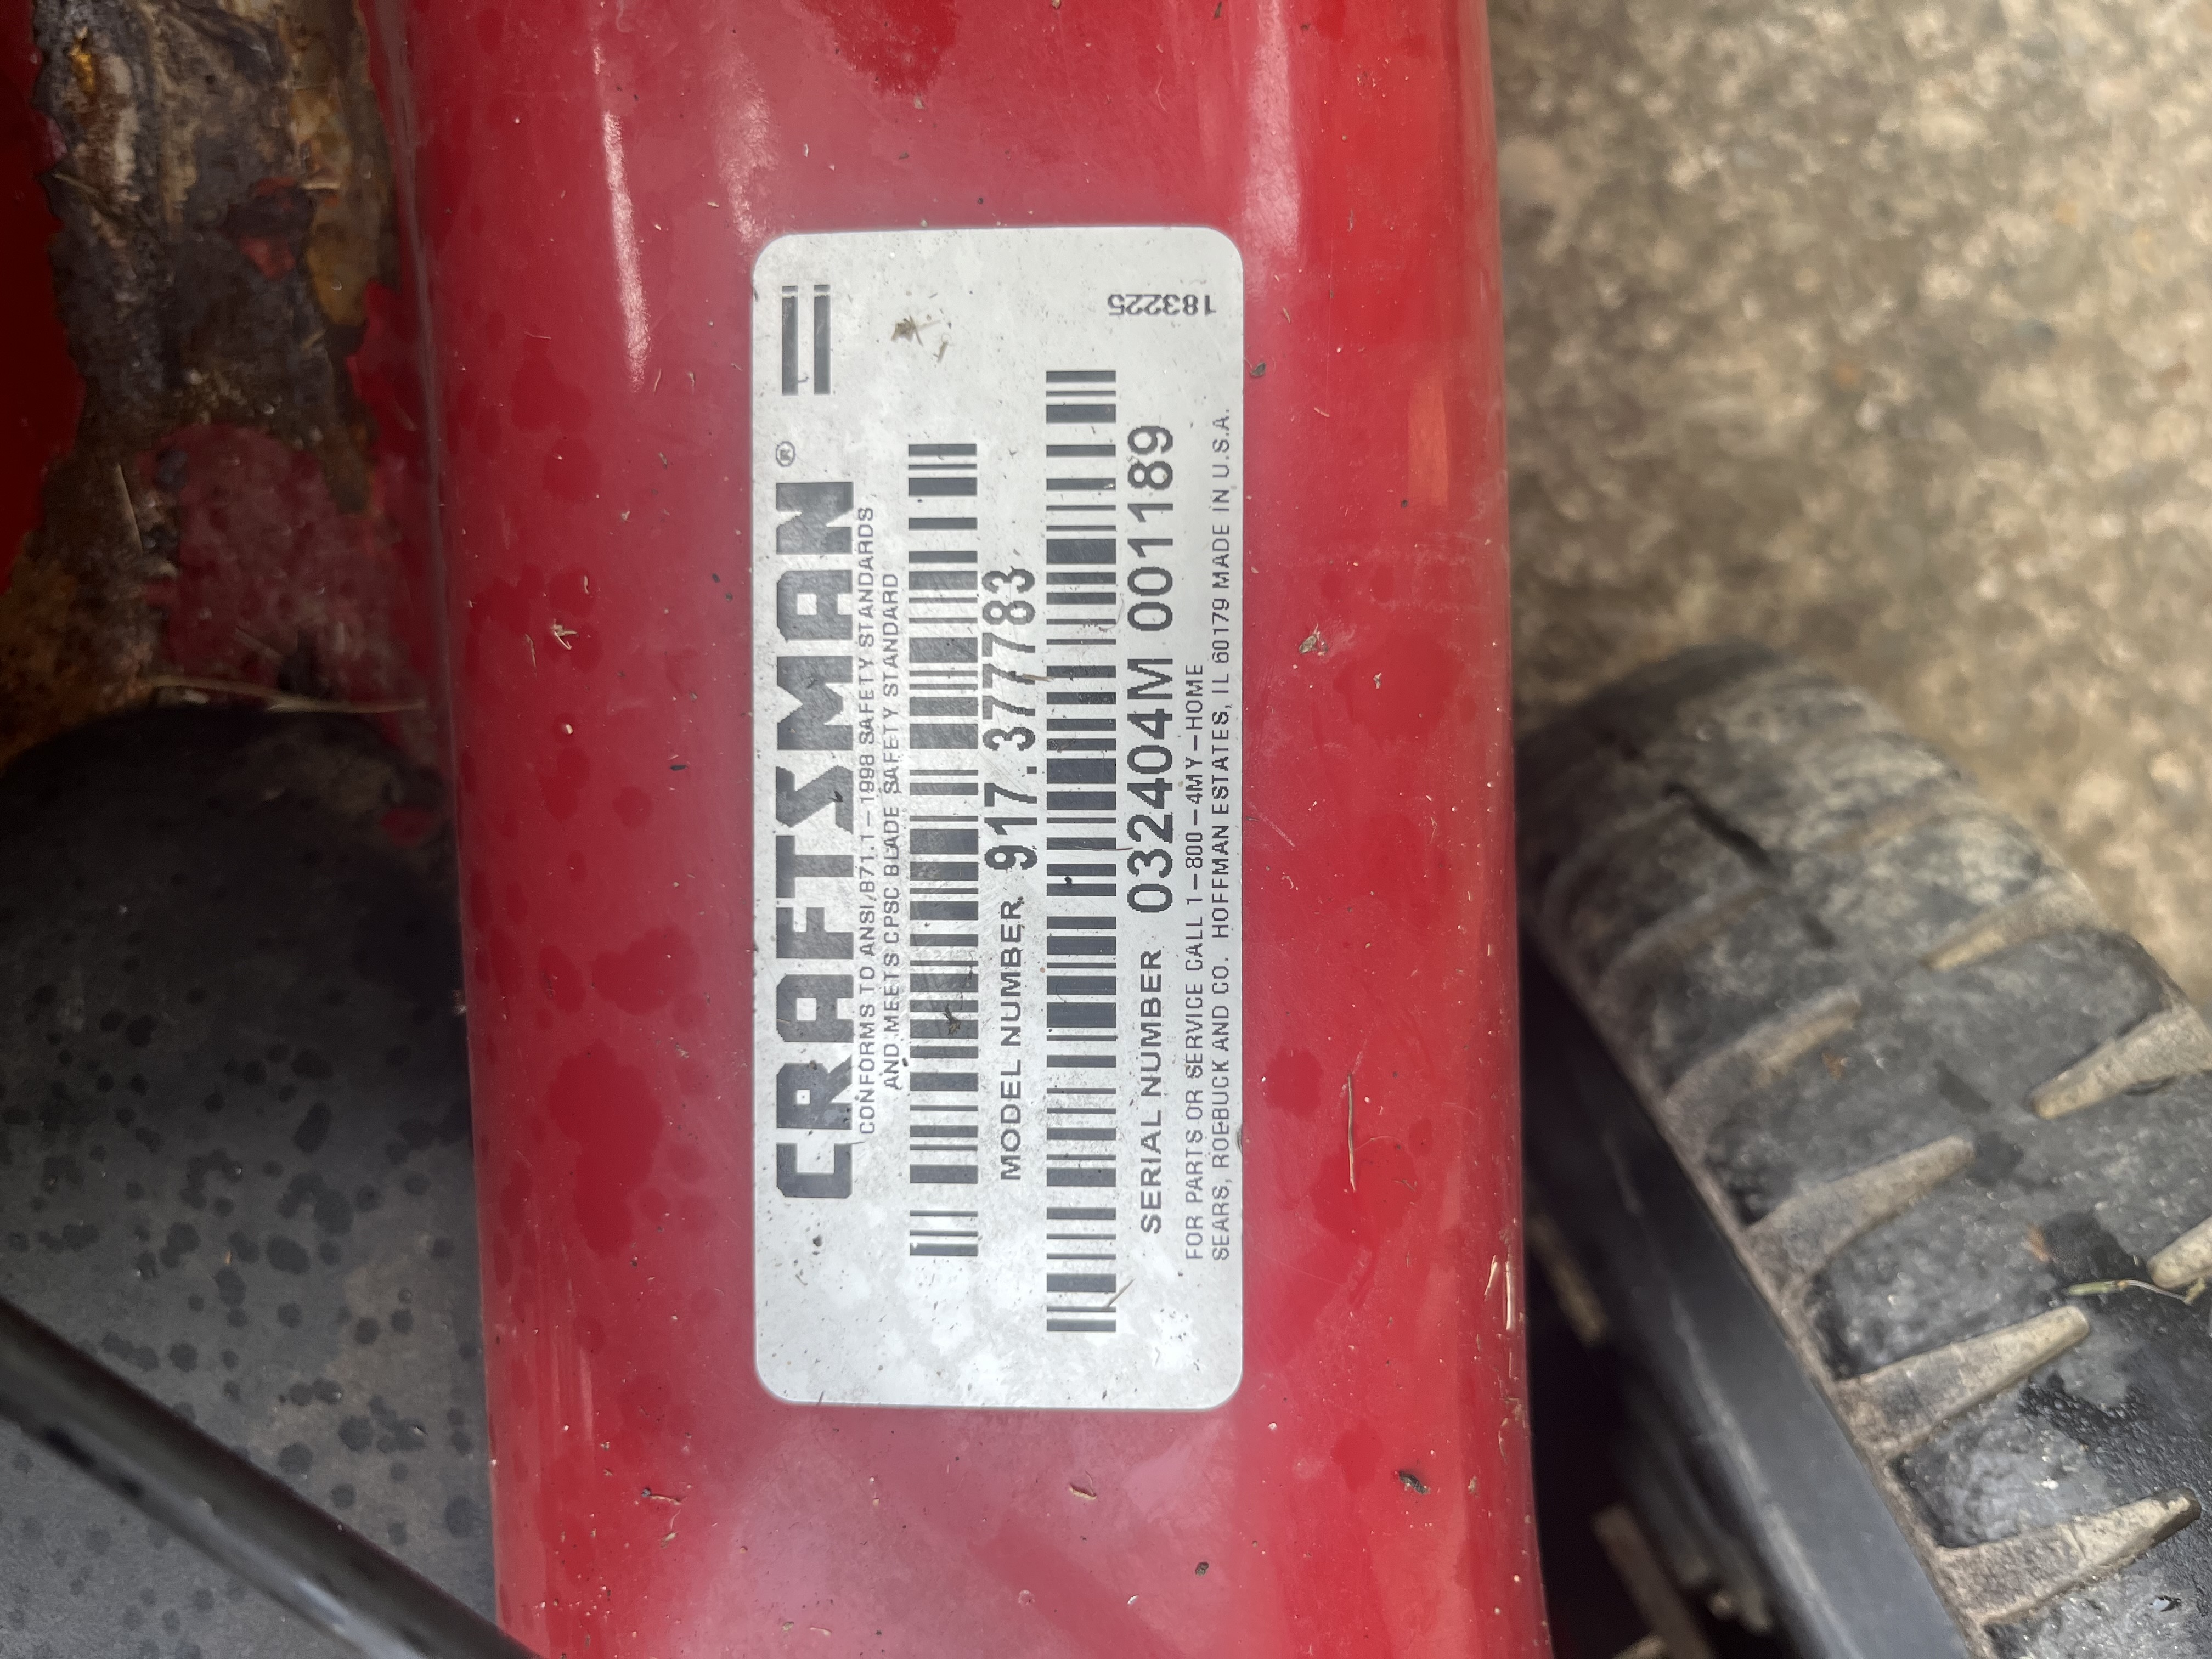 CRAFTSMAN®
CONFORMS TO ANSI/B71.1-1998 SAFETY STANDARDS
AND MEETS CPSC BLADE SAFETY STANDARD
MODEL NUMBER 917.377783
SERIAL NUMBER 032404M 001189
FOR PARTS OR SERVICE CALL 1-800-4MY-HOME
SEARS, ROEBUCK AND CO. HOFFMAN ESTATES, IL 60179 MADE IN U.S.A.
183225